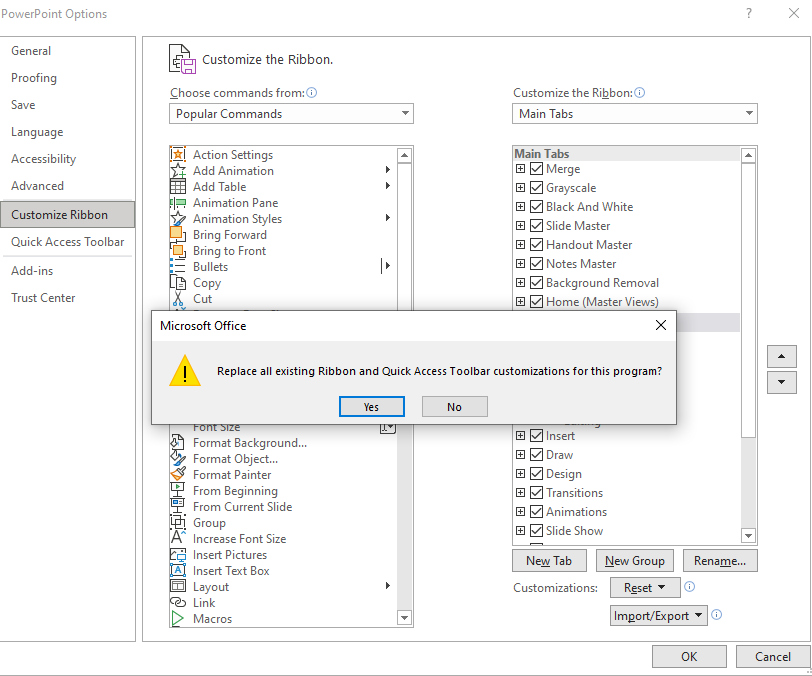 PowerPoint Options
?
General
Proofing
Save
Language
Accessibility
Advanced
Customize Ribbon
Quick Access Toolbar
Add-ins
Trust Center
Customize the Ribbon.
Choose commands from:
Popular Commands
Action Settings
Add Animation
Add Table
Animation Pane
Animation Styles
Bring Forward
Bring to Front
Bullets
Copy
Cut
Font Size
Format Background...
Format Object...
Format Painter
From Beginning
From Current Slide
Group
Increase Font Size
Insert Pictures
Insert Text Box
Layout
Link
Macros
Customize the Ribbon:
Main Tabs
Main Tabs
Merge
Grayscale
Black And White
Slide Master
Handout Master
Notes Master
Background Removal
Home (Master Views)
Insert
Draw
Design
Transitions
Animations
Slide Show
New Tab
New Group
Rename...
Customizations:
Reset
Import/Export
OK
Cancel
Microsoft Office
Replace all existing Ribbon and Quick Access Toolbar customizations for this program?
Yes
No